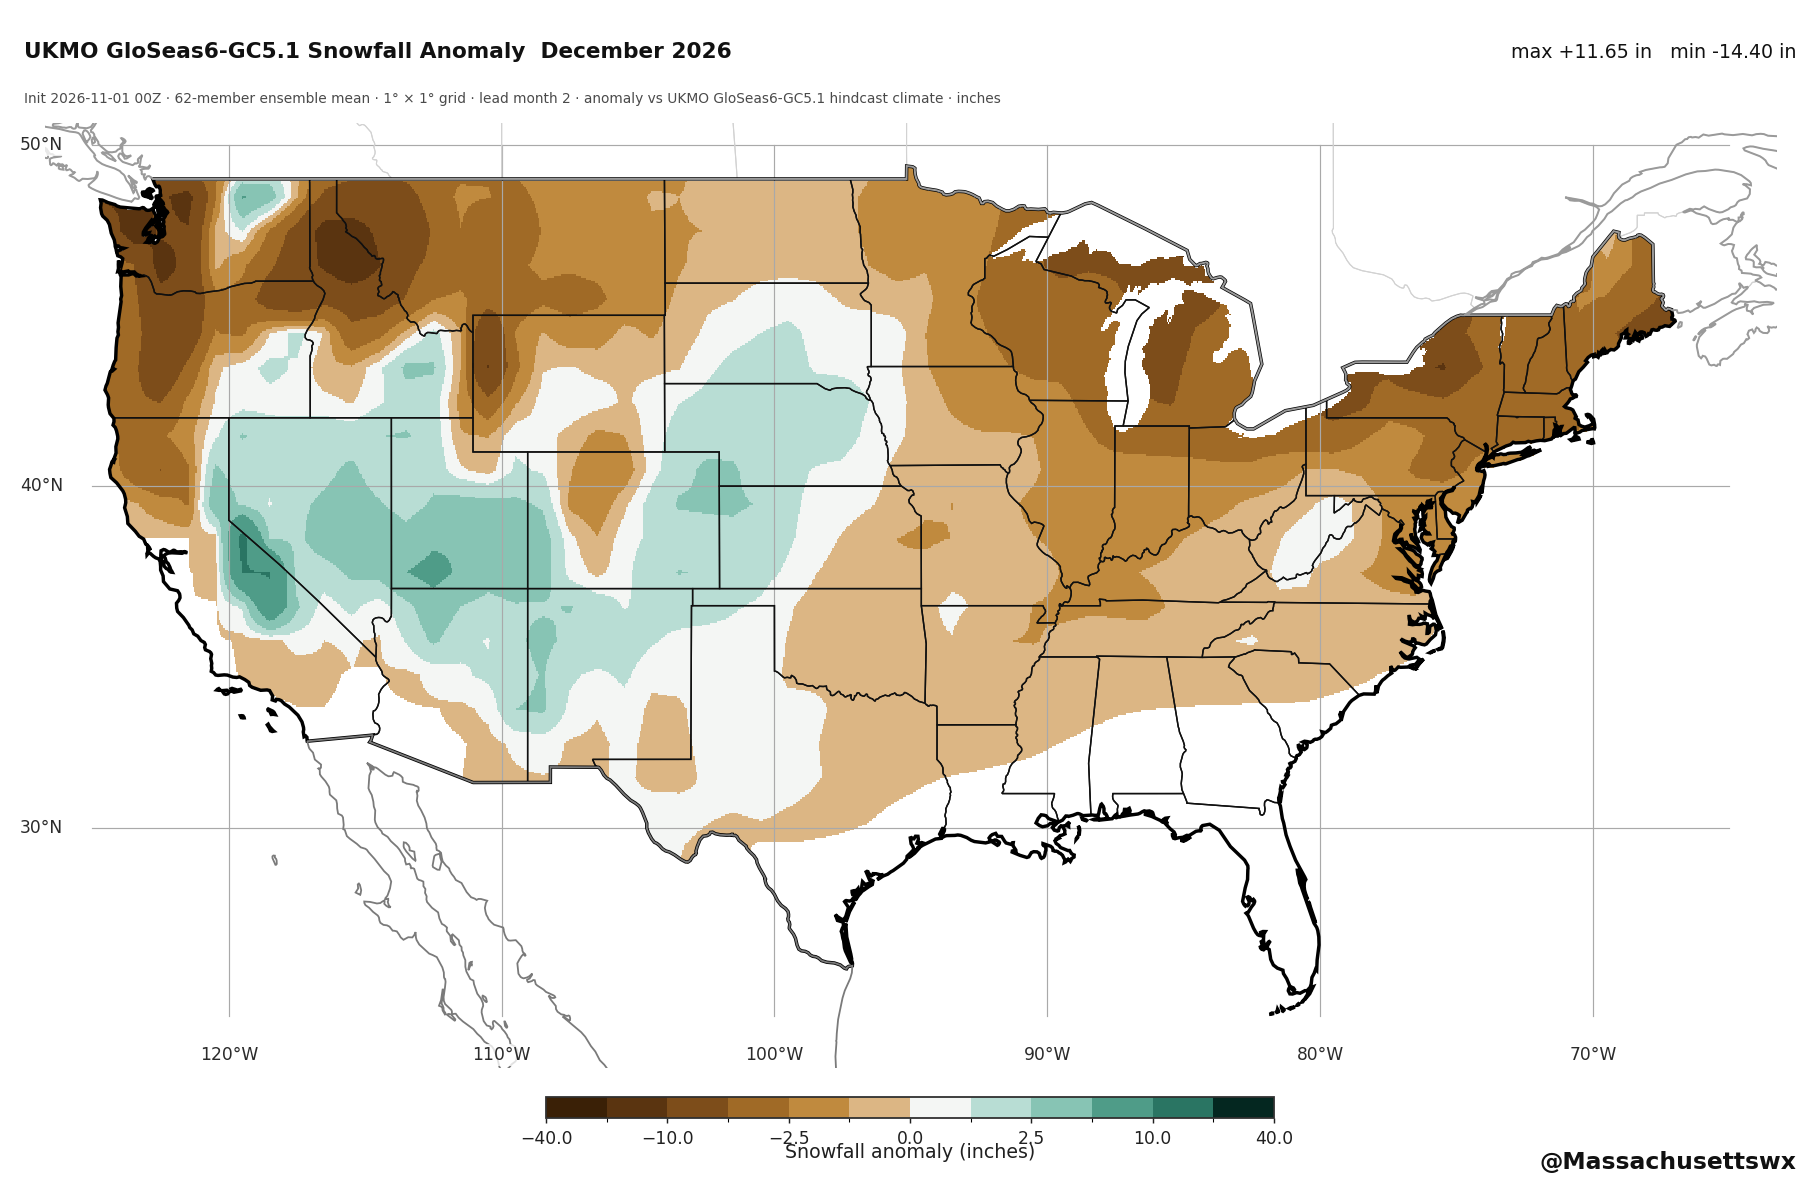 UKMO GloSeas6-GC5.1 Snowfall Anomaly  December 2026
max +11.65 in   min -14.40 in
Init 2026-11-01 00Z · 62-member ensemble mean · 1° × 1° grid · lead month 2 · anomaly vs UKMO GloSeas6-GC5.1 hindcast climate · inches
50°N
40°N
30°N
120°W 110°W 100°W 90°W 80°W 70°W
−40.0 −10.0 −2.5 0.0 2.5 10.0 40.0
Snowfall anomaly (inches)
@Massachusettswx